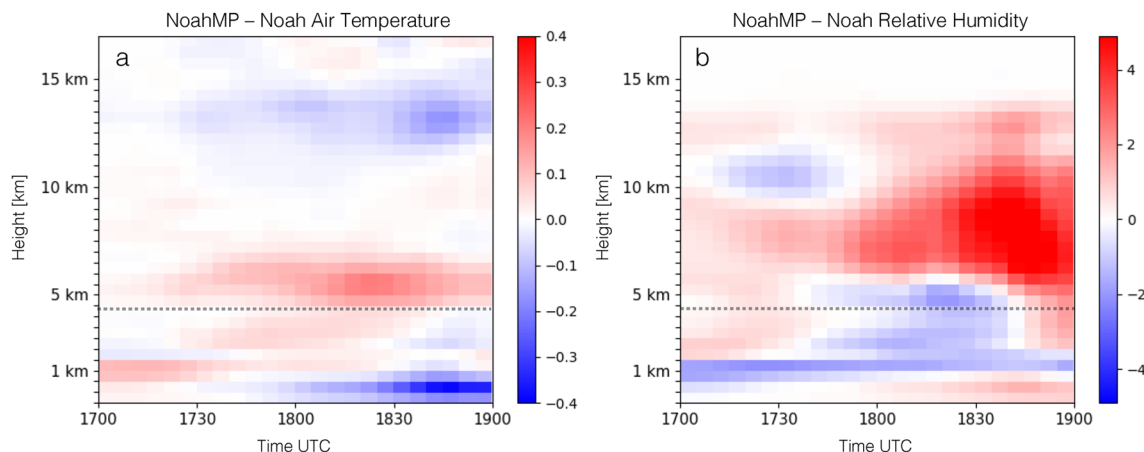 NoahMP – Noah Air Temperature
a
15 km
10 km
5 km
1 km
Height [km]
1700
1730
1800
1830
1900
Time UTC
0.4
0.3
0.2
0.1
0.0
−0.1
−0.2
−0.3
−0.4
NoahMP – Noah Relative Humidity
b
15 km
10 km
5 km
1 km
Height [km]
1700
1730
1800
1830
1900
Time UTC
4
2
0
−2
−4